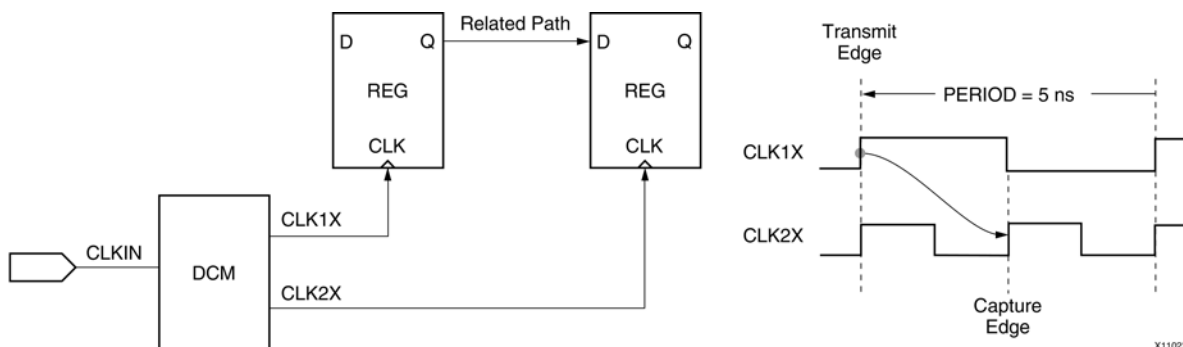 CLKIN
DCM
CLK1X
CLK2X
D
Q
REG
CLK
Related Path
D
Q
REG
CLK
Transmit
Edge
PERIOD = 5 ns
CLK1X
CLK2X
Capture
Edge